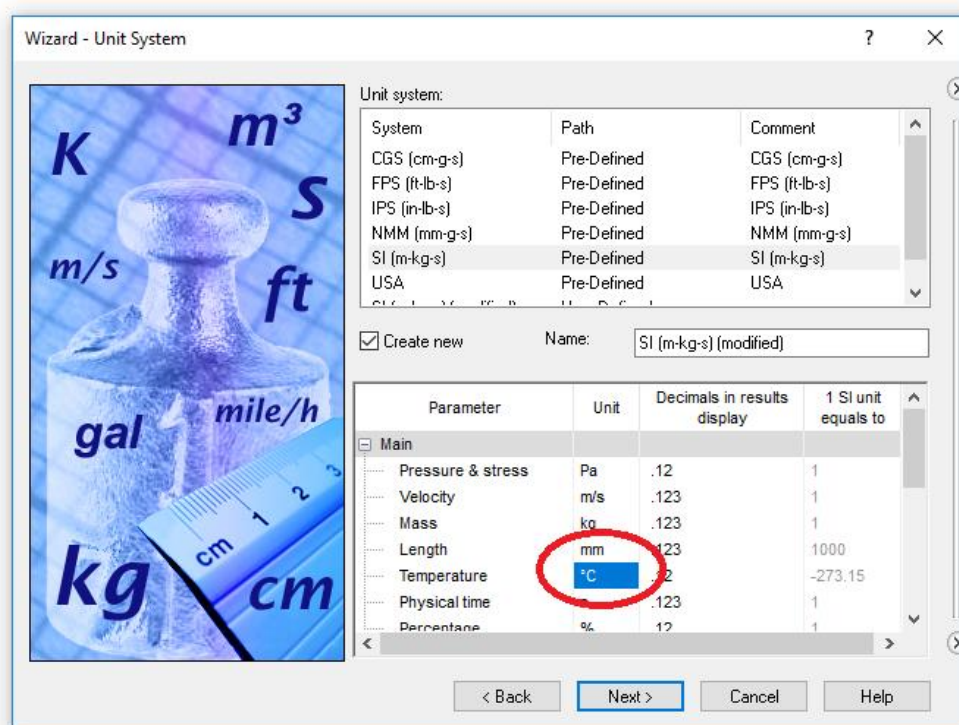 Wizard - Unit System ? ×
K
m³
s
m/s
ft
gal
mile/h
1 2 3
cm
kg
cm
Unit system:
System Path Comment
CGS (cm-g-s) Pre-Defined CGS (cm-g-s)
FPS (ft-lb-s) Pre-Defined FPS (ft-lb-s)
IPS (in-lb-s) Pre-Defined IPS (in-lb-s)
NMM (mm-g-s) Pre-Defined NMM (mm-g-s)
SI (m-kg-s) Pre-Defined SI (m-kg-s)
USA Pre-Defined USA
Create new Name: SI (m-kg-s) (modified)
Parameter Unit Decimals in results display 1 SI unit equals to
Main
Pressure & stress Pa .12 1
Velocity m/s .123 1
Mass kg .123 1
Length mm .123 1000
Temperature °C .12 -273.15
Physical time .123 1
Percentage % .12 1
< Back Next > Cancel Help